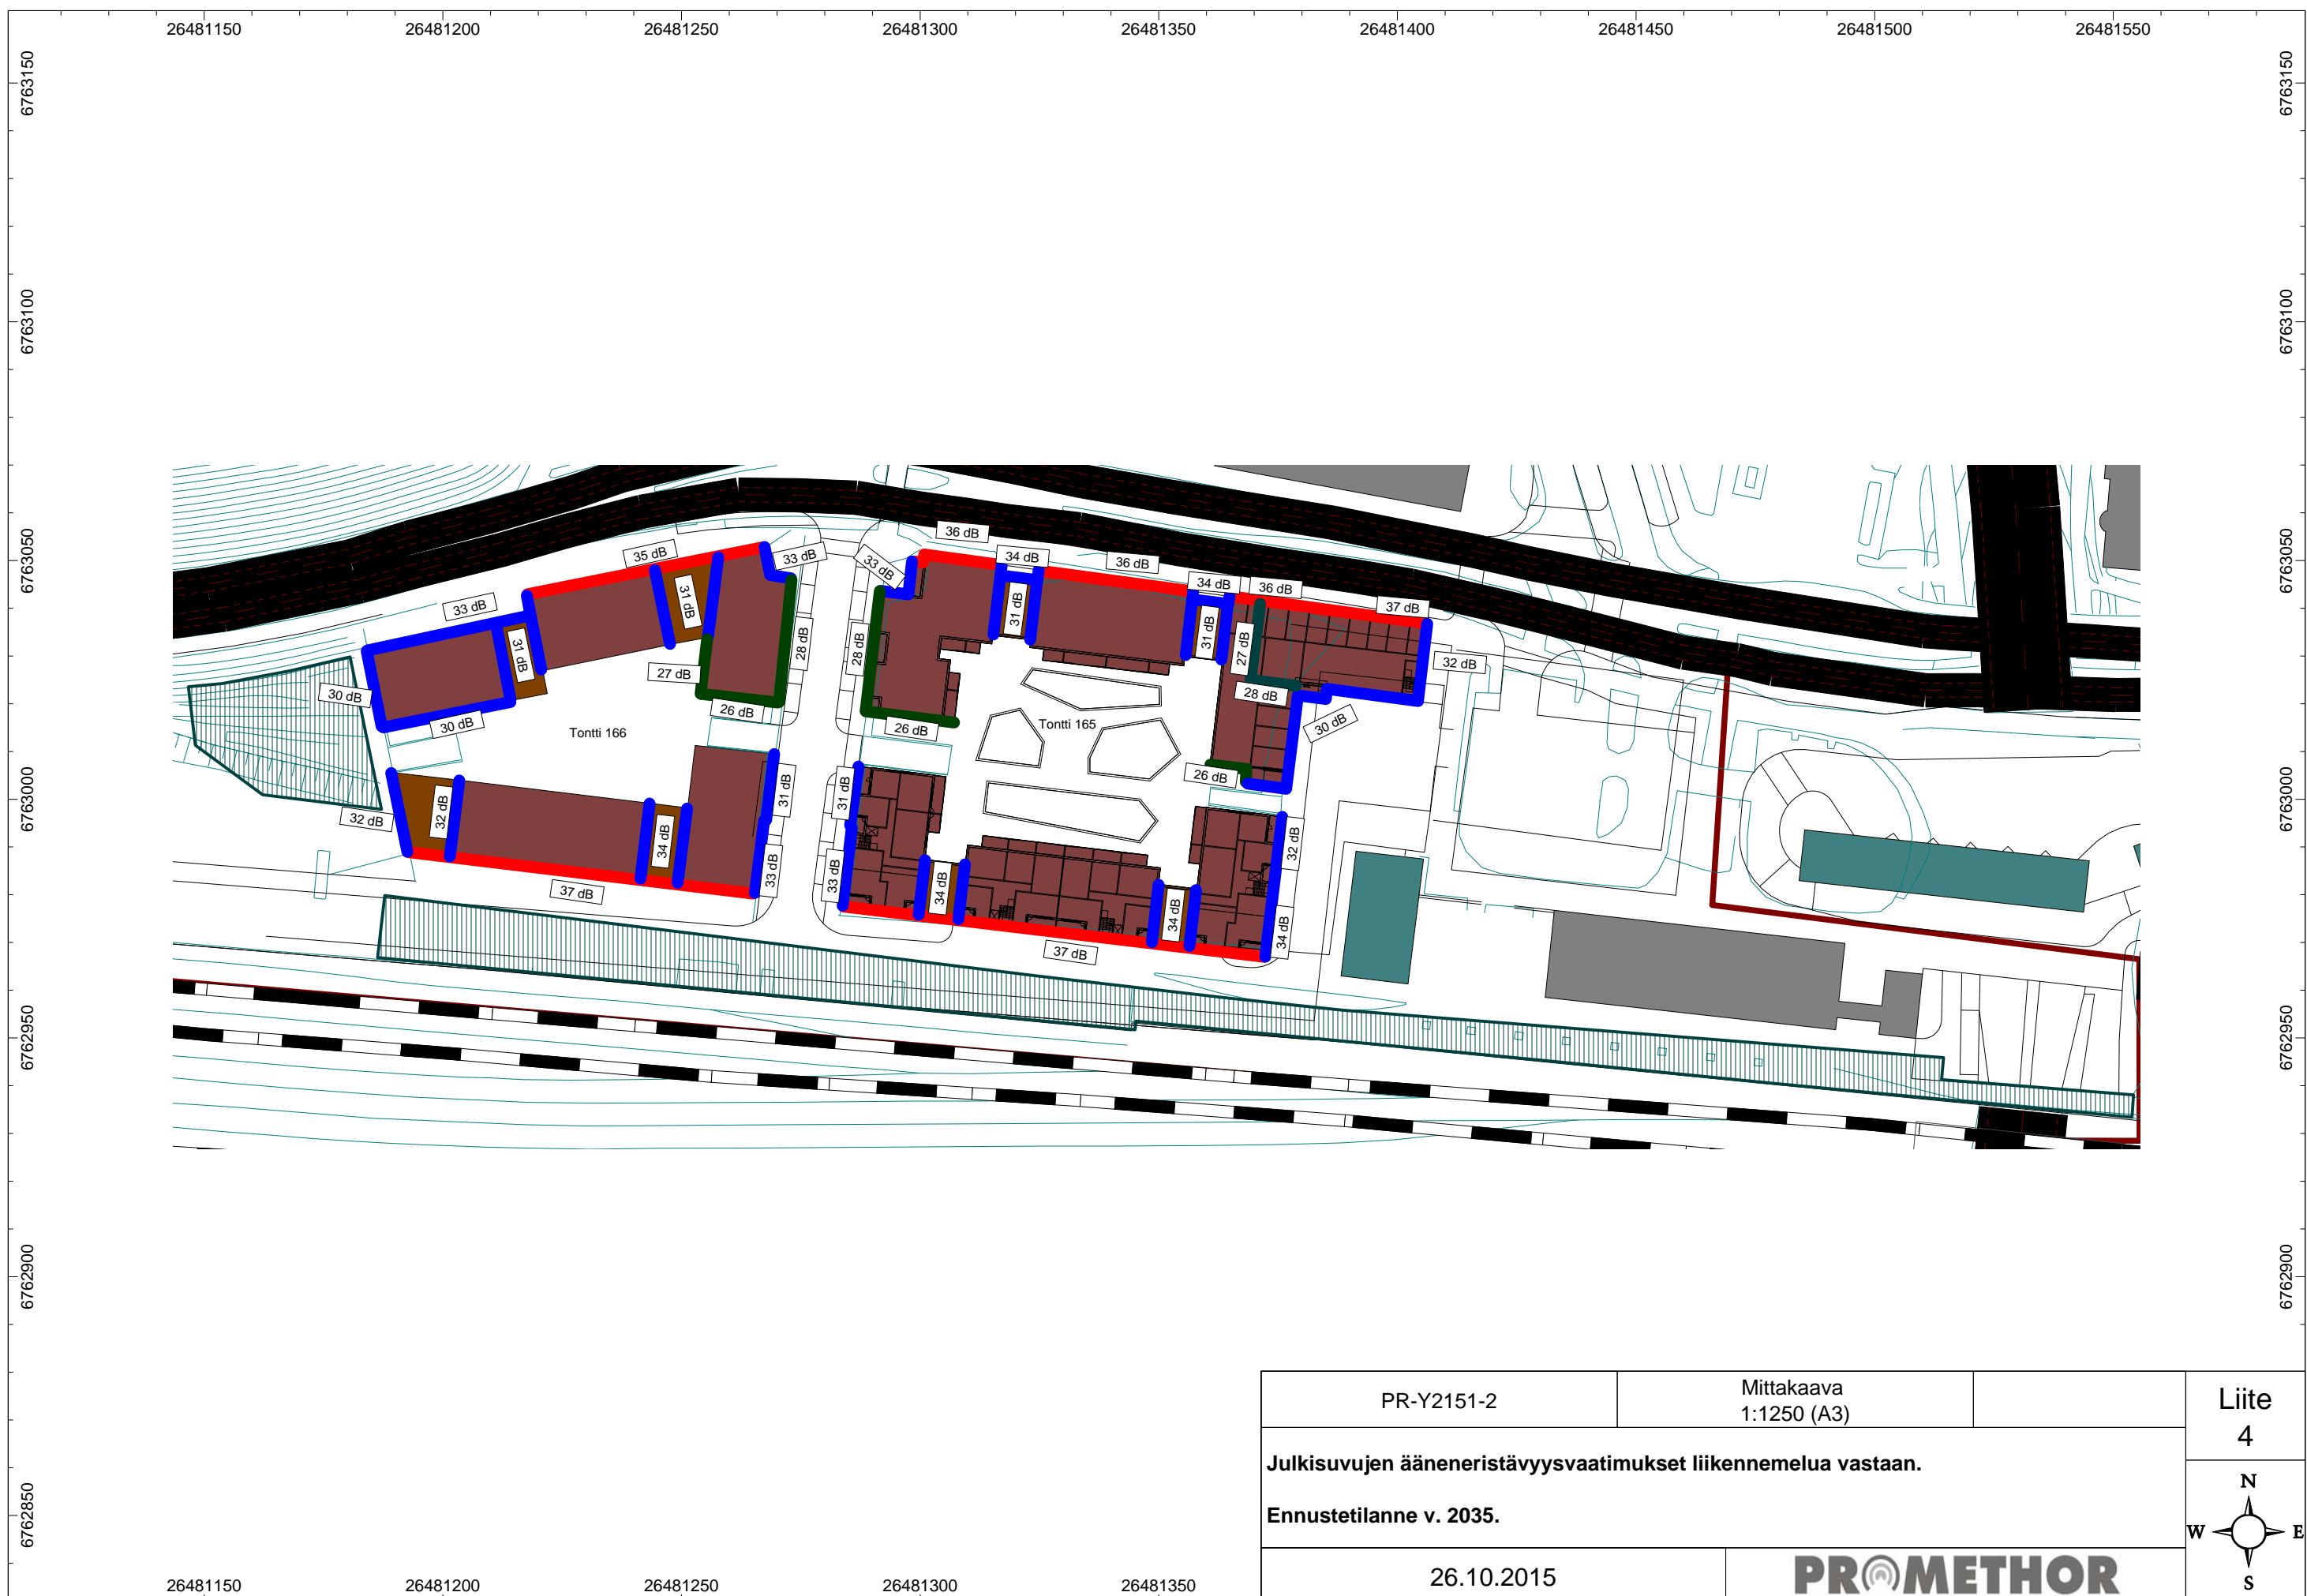 26481150 26481200 26481250 26481300 26481350 26481400 26481450 26481500 26481550
6763150
6763150
6763100
6763100
6763050
6763050
6763000
6763000
6762950
6762950
6762900
6762900
6762850
36 dB
35 dB
33 dB
33 dB
34 dB
36 dB
34 dB
36 dB
37 dB
33 dB
31 dB
31 dB
31 dB
31 dB
28 dB
28 dB
27 dB
32 dB
30 dB
27 dB
26 dB
28 dB
30 dB
26 dB
30 dB
Tontti 166
Tontti 165
26 dB
31 dB
31 dB
32 dB
32 dB
32 dB
34 dB
33 dB
33 dB
34 dB
34 dB
34 dB
37 dB
37 dB
PR-Y2151-2
Mittakaava
1:1250 (A3)
Liite
4
Julkisuvujen ääneneristävyysvaatimukset liikennemelua vastaan.
Ennustetilanne v. 2035.
N
W E
S
26.10.2015
PROMETHOR
26481150 26481200 26481250 26481300 26481350